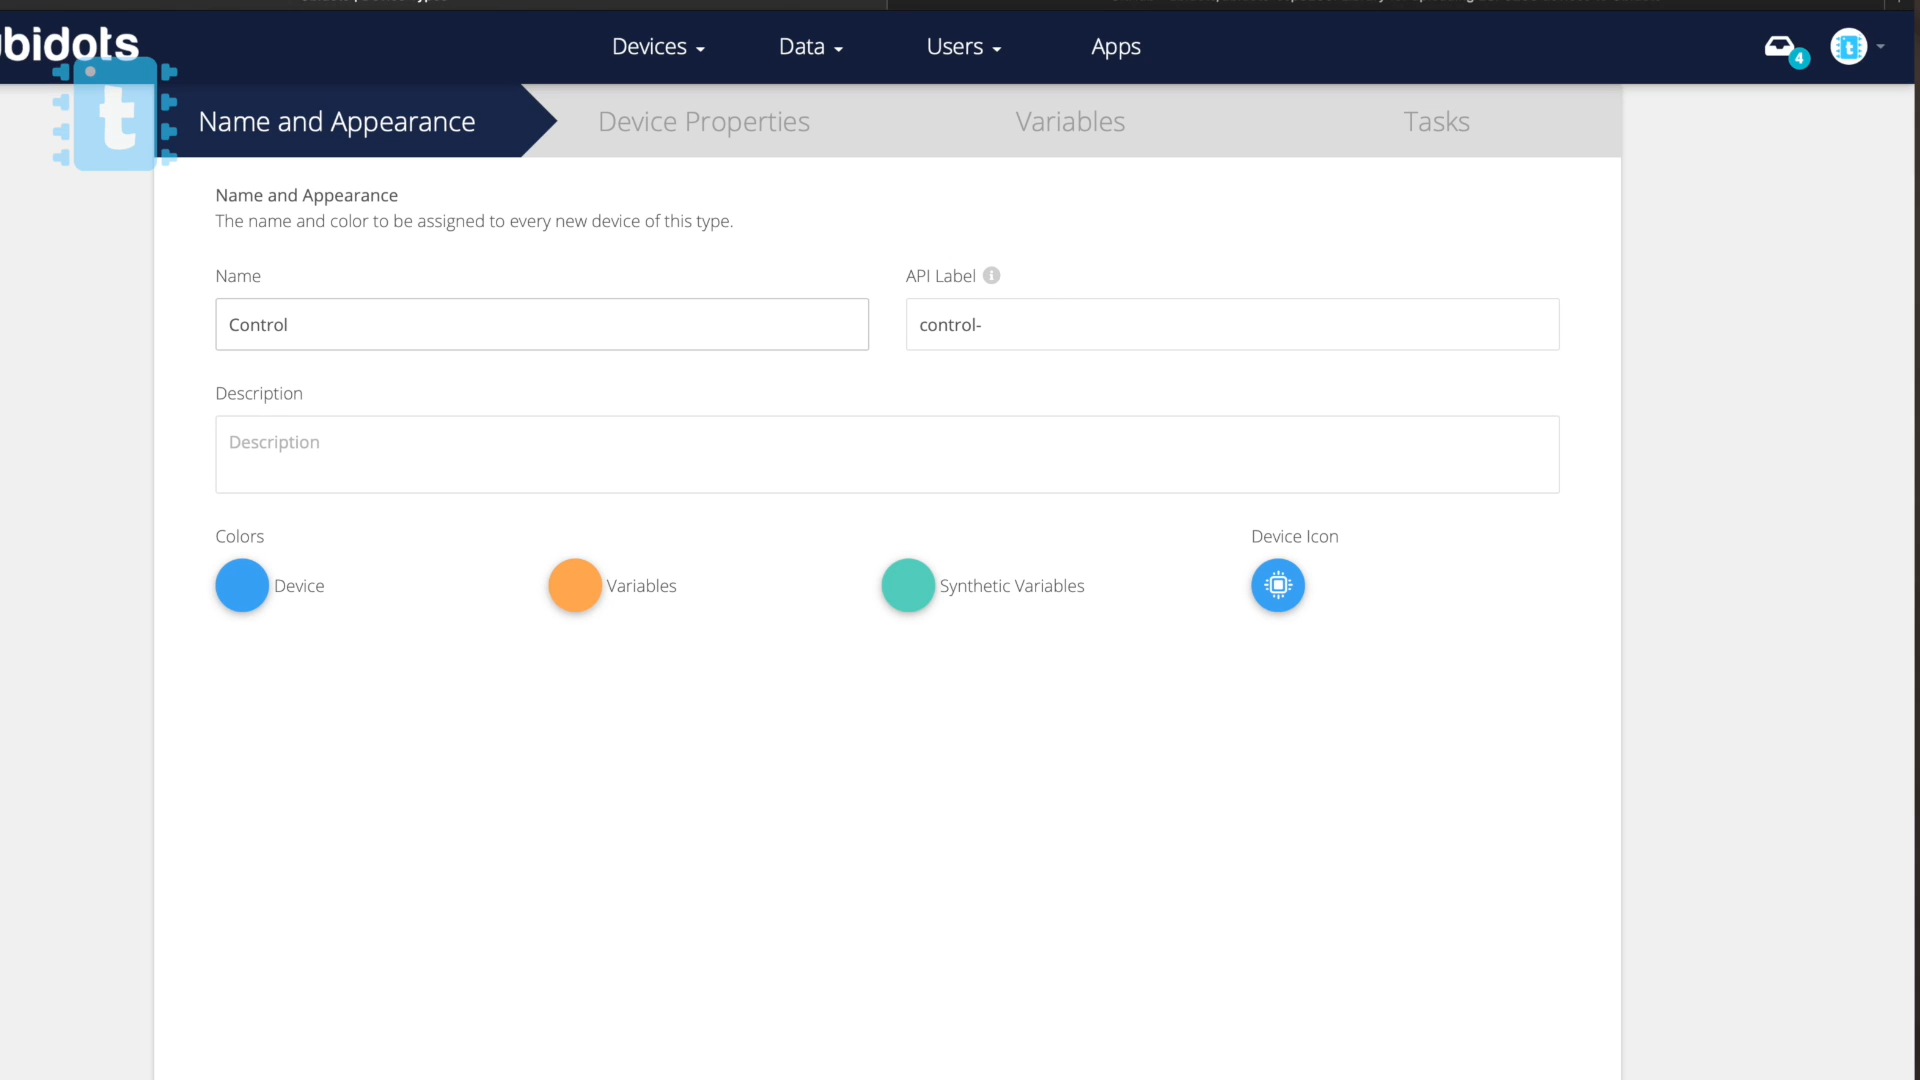 bidots
Devices
Data
Users
Apps
4
t
t
Name and Appearance
Device Properties
Variables
Tasks
Name and Appearance
The name and color to be assigned to every new device of this type.
Name
API Label
Control
control-
Description
Description
Colors
Device Icon
Device
Variables
Synthetic Variables